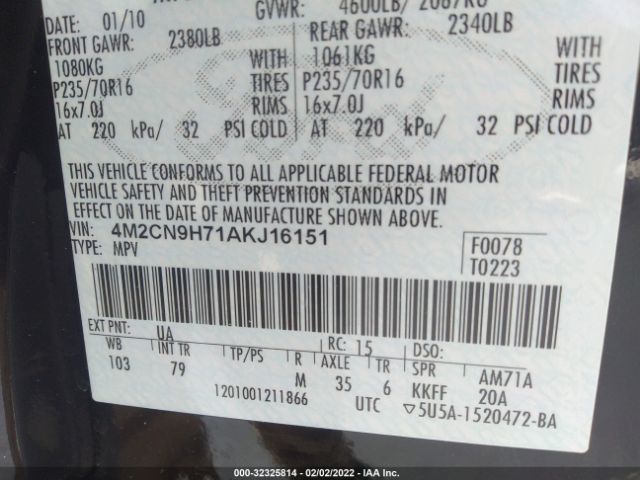 DATE: 01/10 GVWR: 4600LB/ 2087KG
FRONT GAWR: 2380LB REAR GAWR: 2340LB
1080KG WITH 1061KG WITH
P235/70R16 TIRES P235/70R16 TIRES
16x7.0J RIMS 16x7.0J RIMS
AT 220 kPa/ 32 PSI COLD AT 220 kPa/ 32 PSI COLD
THIS VEHICLE CONFORMS TO ALL APPLICABLE FEDERAL MOTOR
VEHICLE SAFETY AND THEFT PREVENTION STANDARDS IN
EFFECT ON THE DATE OF MANUFACTURE SHOWN ABOVE.
VIN: 4M2CN9H71AKJ16151
TYPE: MPV
F0078
T0223
EXT PNT: UA RC: 15 DSO:
WB INT TR TP/PS R AXLE TR SPR AM71A
103 79 M 35 6 KKFF 20A
1201001211866 UTC ▽5U5A-1520472-BA
000-32325814 - 02/02/2022 - IAA Inc.